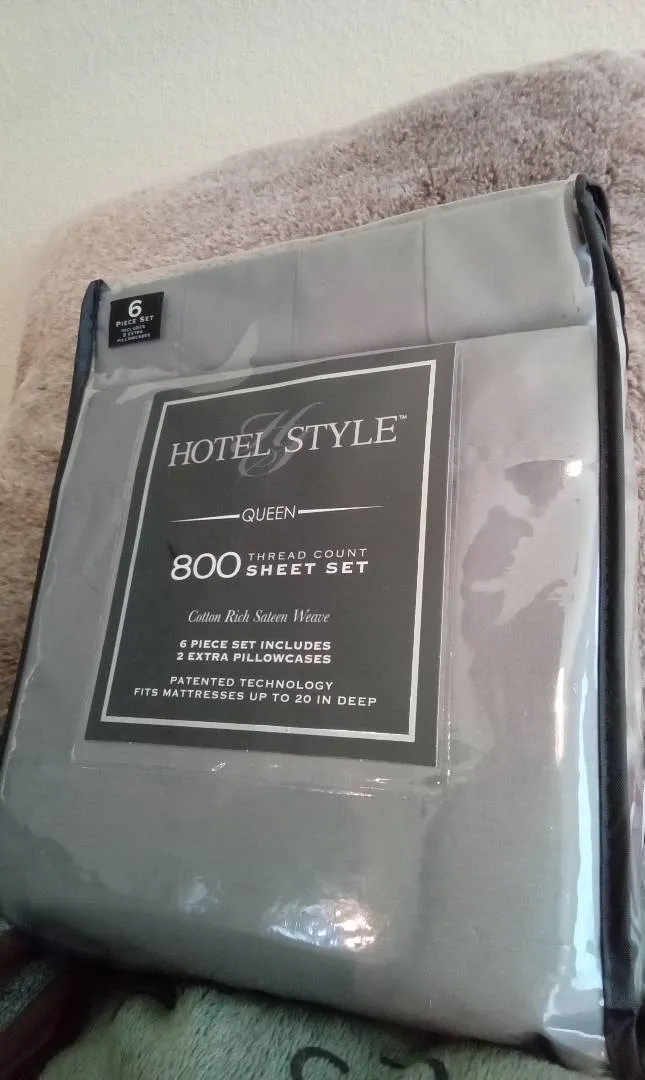 6
PIECE SET
INCLUDES
2 EXTRA
PILLOWCASES
HOTEL STYLE™
QUEEN
800 THREAD COUNT
SHEET SET
Cotton Rich Sateen Weave
6 PIECE SET INCLUDES
2 EXTRA PILLOWCASES
PATENTED TECHNOLOGY
FITS MATTRESSES UP TO 20 IN DEEP